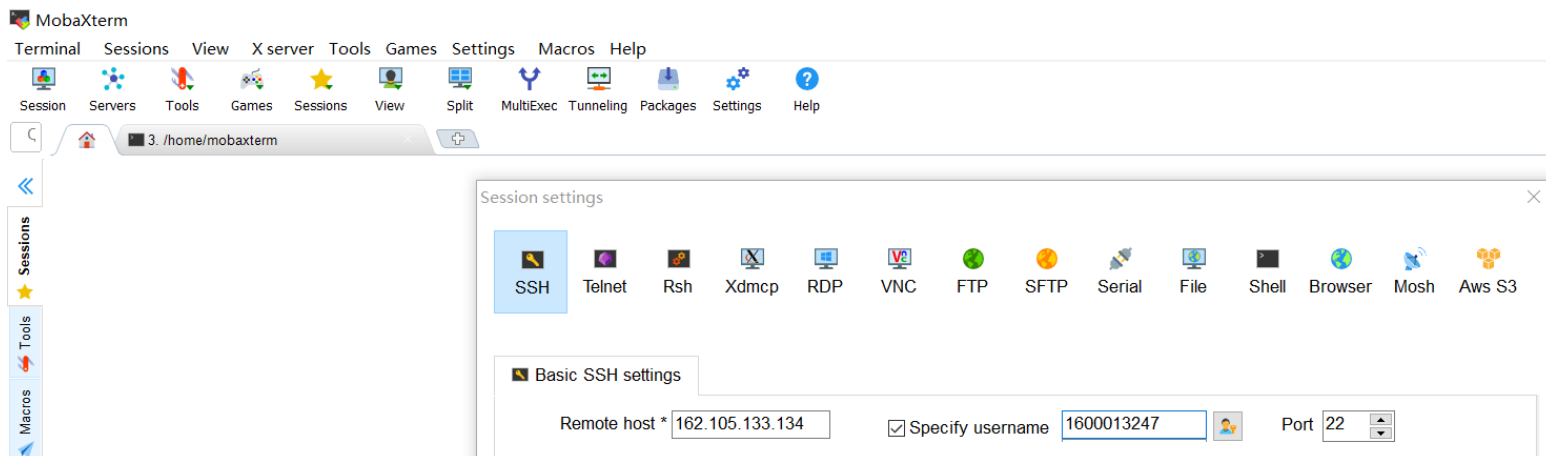 MobaXterm
Terminal Sessions View X server Tools Games Settings Macros Help
Session Servers Tools Games Sessions View Split MultiExec Tunneling Packages Settings Help
3. /home/mobaxterm
Sessions
Tools
Macros
Session settings
SSH Telnet Rsh Xdmcp RDP VNC FTP SFTP Serial File Shell Browser Mosh Aws S3
Basic SSH settings
Remote host * 162.105.133.134 Specify username 1600013247 Port 22